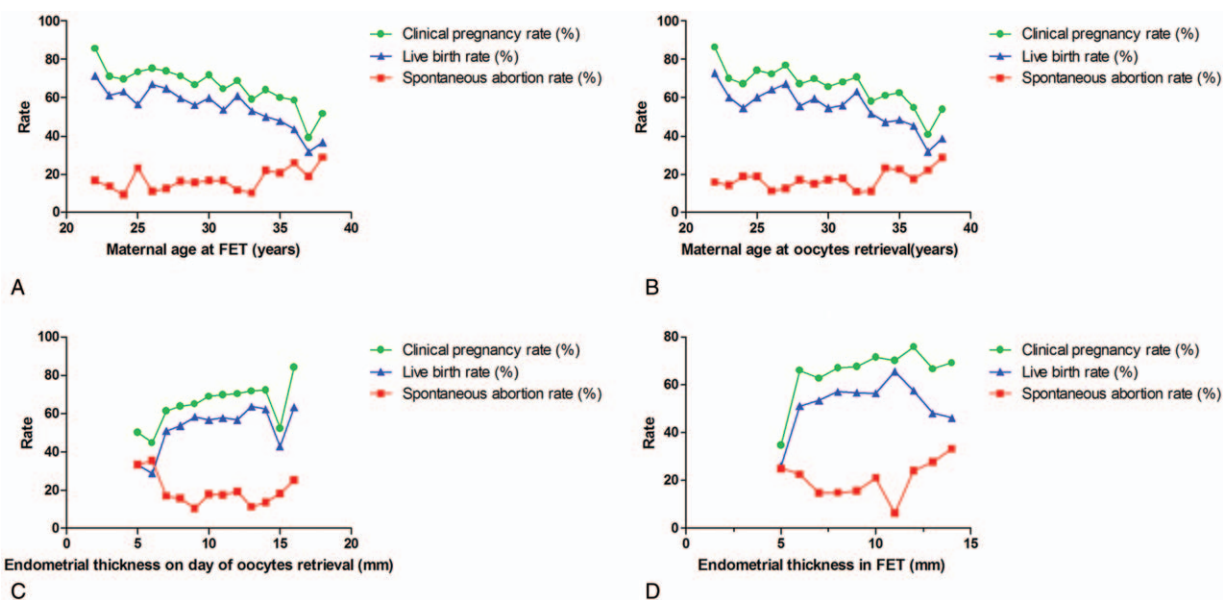 100
80
60
40
20
0
Rate
20
25
30
35
40
Maternal age at FET (years)
Clinical pregnancy rate (%)
Live birth rate (%)
Spontaneous abortion rate (%)
A
100
80
60
40
20
0
Rate
20
25
30
35
40
Maternal age at oocytes retrieval(years)
Clinical pregnancy rate (%)
Live birth rate (%)
Spontaneous abortion rate (%)
B
100
80
60
40
20
0
Rate
0
5
10
15
20
Endometrial thickness on day of oocytes retrieval (mm)
Clinical pregnancy rate (%)
Live birth rate (%)
Spontaneous abortion rate (%)
C
80
60
40
20
0
Rate
0
5
10
15
Endometrial thickness in FET (mm)
Clinical pregnancy rate (%)
Live birth rate (%)
Spontaneous abortion rate (%)
D